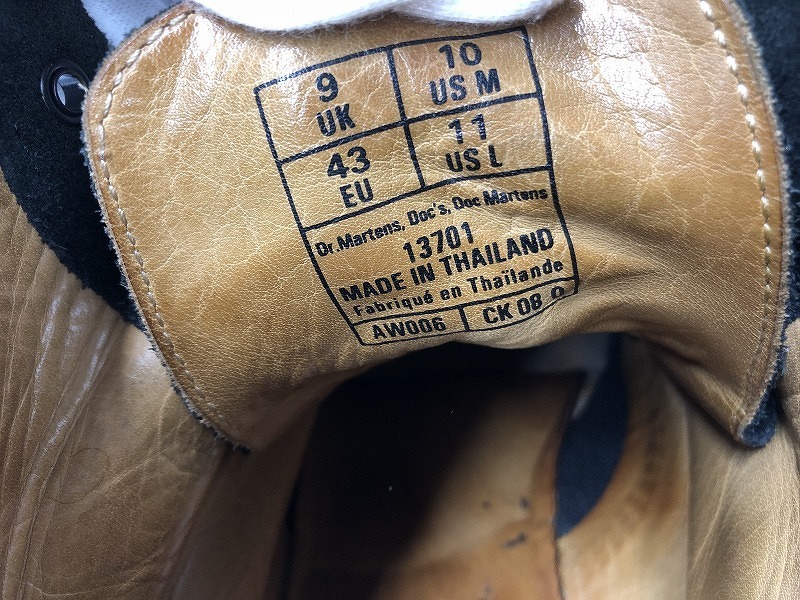 9 UK
10 US M
43 EU
11 US L
Dr.Martens, Doc's, Doc Martens
13701
MADE IN THAILAND
Fabriqué en Thaïlande
AW006
CK 08 O